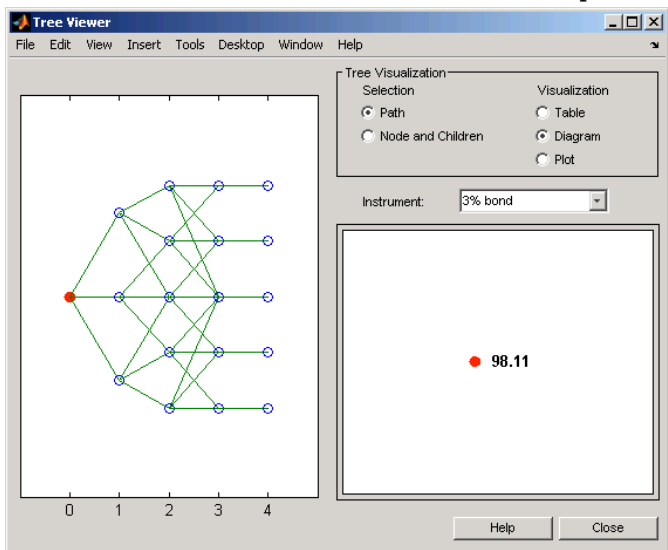 Tree Viewer
File Edit View Insert Tools Desktop Window Help
Tree Visualization
Selection Visualization
Path Table
Node and Children Diagram
Plot
Instrument: 3% bond
98.11
0 1 2 3 4
Help Close